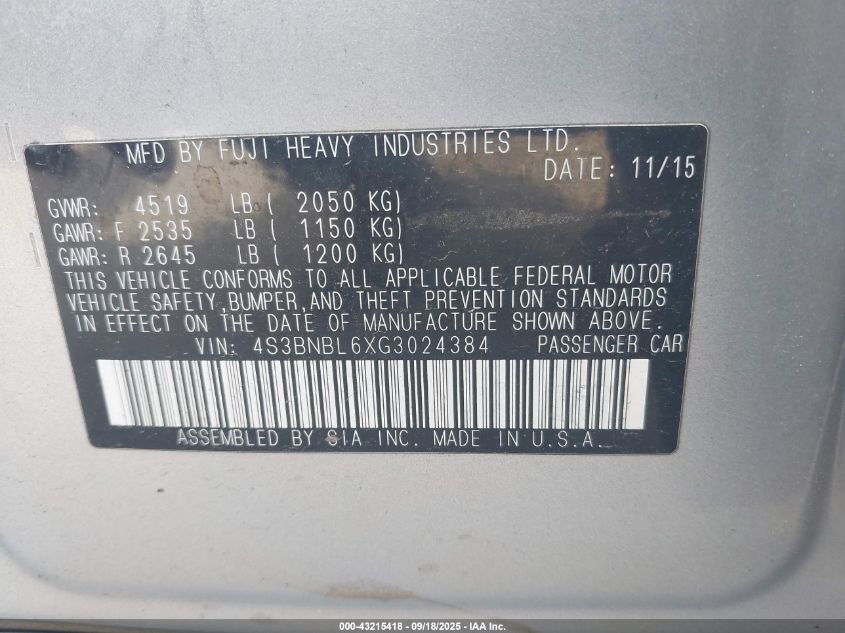 MFD BY FUJI HEAVY INDUSTRIES LTD.
DATE: 11/15
GVWR: 4519 LB ( 2050 KG)
GAWR: F 2535 LB ( 1150 KG)
GAWR: R 2645 LB ( 1200 KG)
THIS VEHICLE CONFORMS TO ALL APPLICABLE FEDERAL MOTOR
VEHICLE SAFETY, BUMPER, AND THEFT PREVENTION STANDARDS
IN EFFECT ON THE DATE OF MANUFACTURE SHOWN ABOVE.
VIN: 4S3BNBL6XG3024384 PASSENGER CAR
ASSEMBLED BY SIA INC. MADE IN U.S.A.
000-43215418 - 09/18/2025 - IAA Inc.